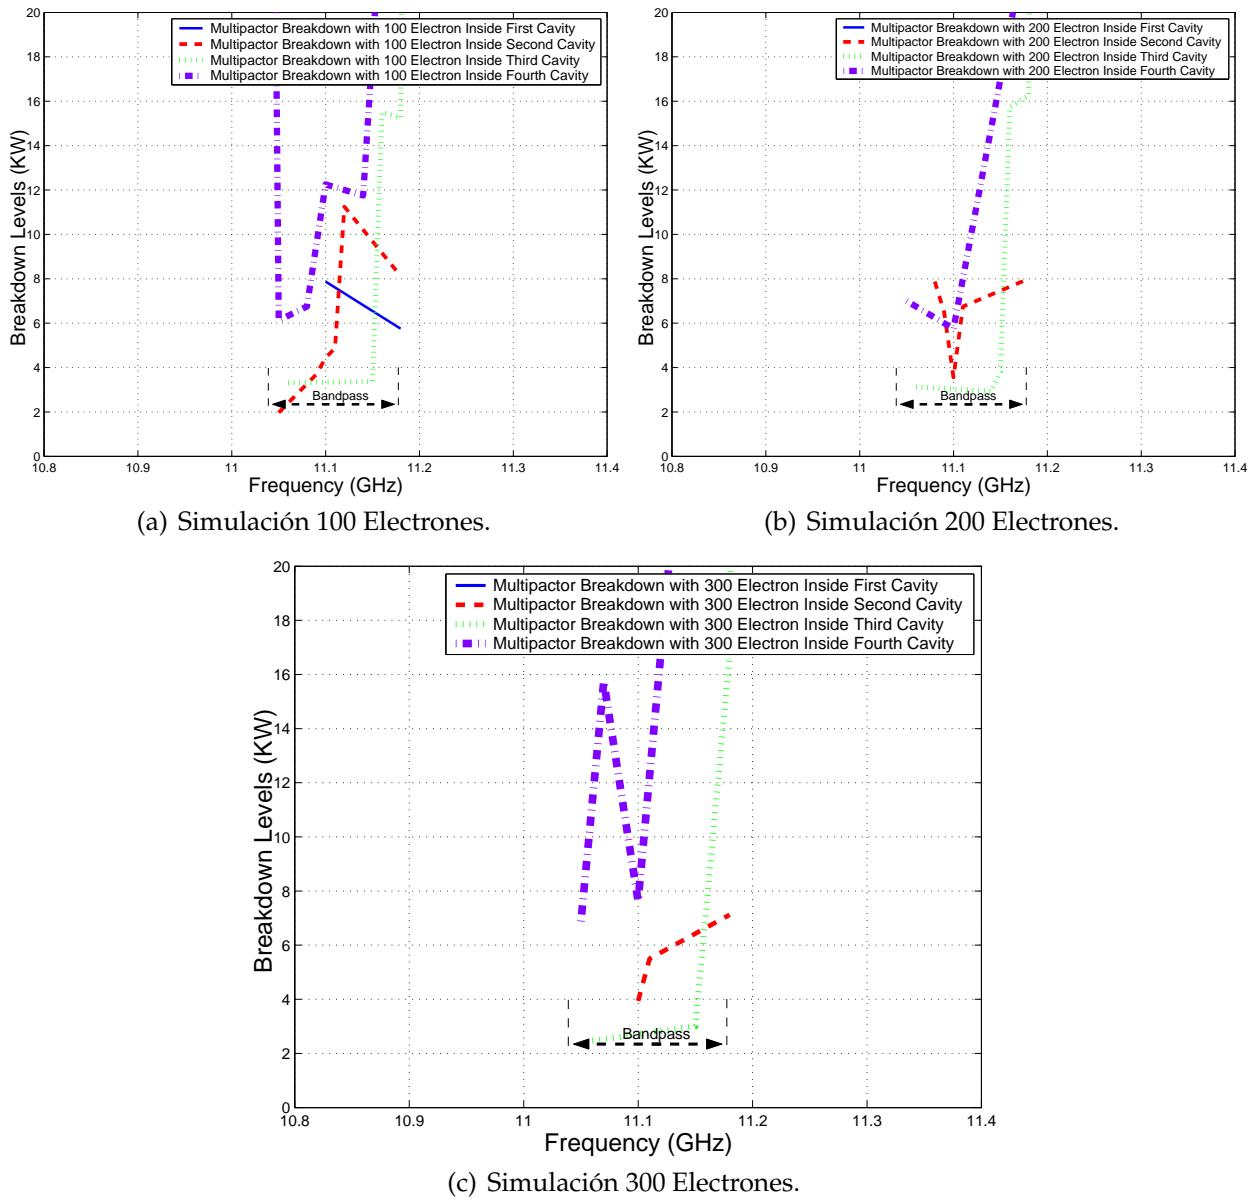 20
18
16
14
12
10
8
6
4
2
0
10.8
10.9
11
11.1
11.2
11.3
11.4
Breakdown Levels (KW)
Frequency (GHz)
Multipactor Breakdown with 100 Electron Inside First Cavity
Multipactor Breakdown with 100 Electron Inside Second Cavity
Multipactor Breakdown with 100 Electron Inside Third Cavity
Multipactor Breakdown with 100 Electron Inside Fourth Cavity
Bandpass
(a) Simulación 100 Electrones.
20
18
16
14
12
10
8
6
4
2
0
10.8
10.9
11
11.1
11.2
11.3
11.4
Breakdown Levels (KW)
Frequency (GHz)
Multipactor Breakdown with 200 Electron Inside First Cavity
Multipactor Breakdown with 200 Electron Inside Second Cavity
Multipactor Breakdown with 200 Electron Inside Third Cavity
Multipactor Breakdown with 200 Electron Inside Fourth Cavity
Bandpass
(b) Simulación 200 Electrones.
20
18
16
14
12
10
8
6
4
2
0
10.8
10.9
11
11.1
11.2
11.3
11.4
Breakdown Levels (KW)
Frequency (GHz)
Multipactor Breakdown with 300 Electron Inside First Cavity
Multipactor Breakdown with 300 Electron Inside Second Cavity
Multipactor Breakdown with 300 Electron Inside Third Cavity
Multipactor Breakdown with 300 Electron Inside Fourth Cavity
Bandpass
(c) Simulación 300 Electrones.